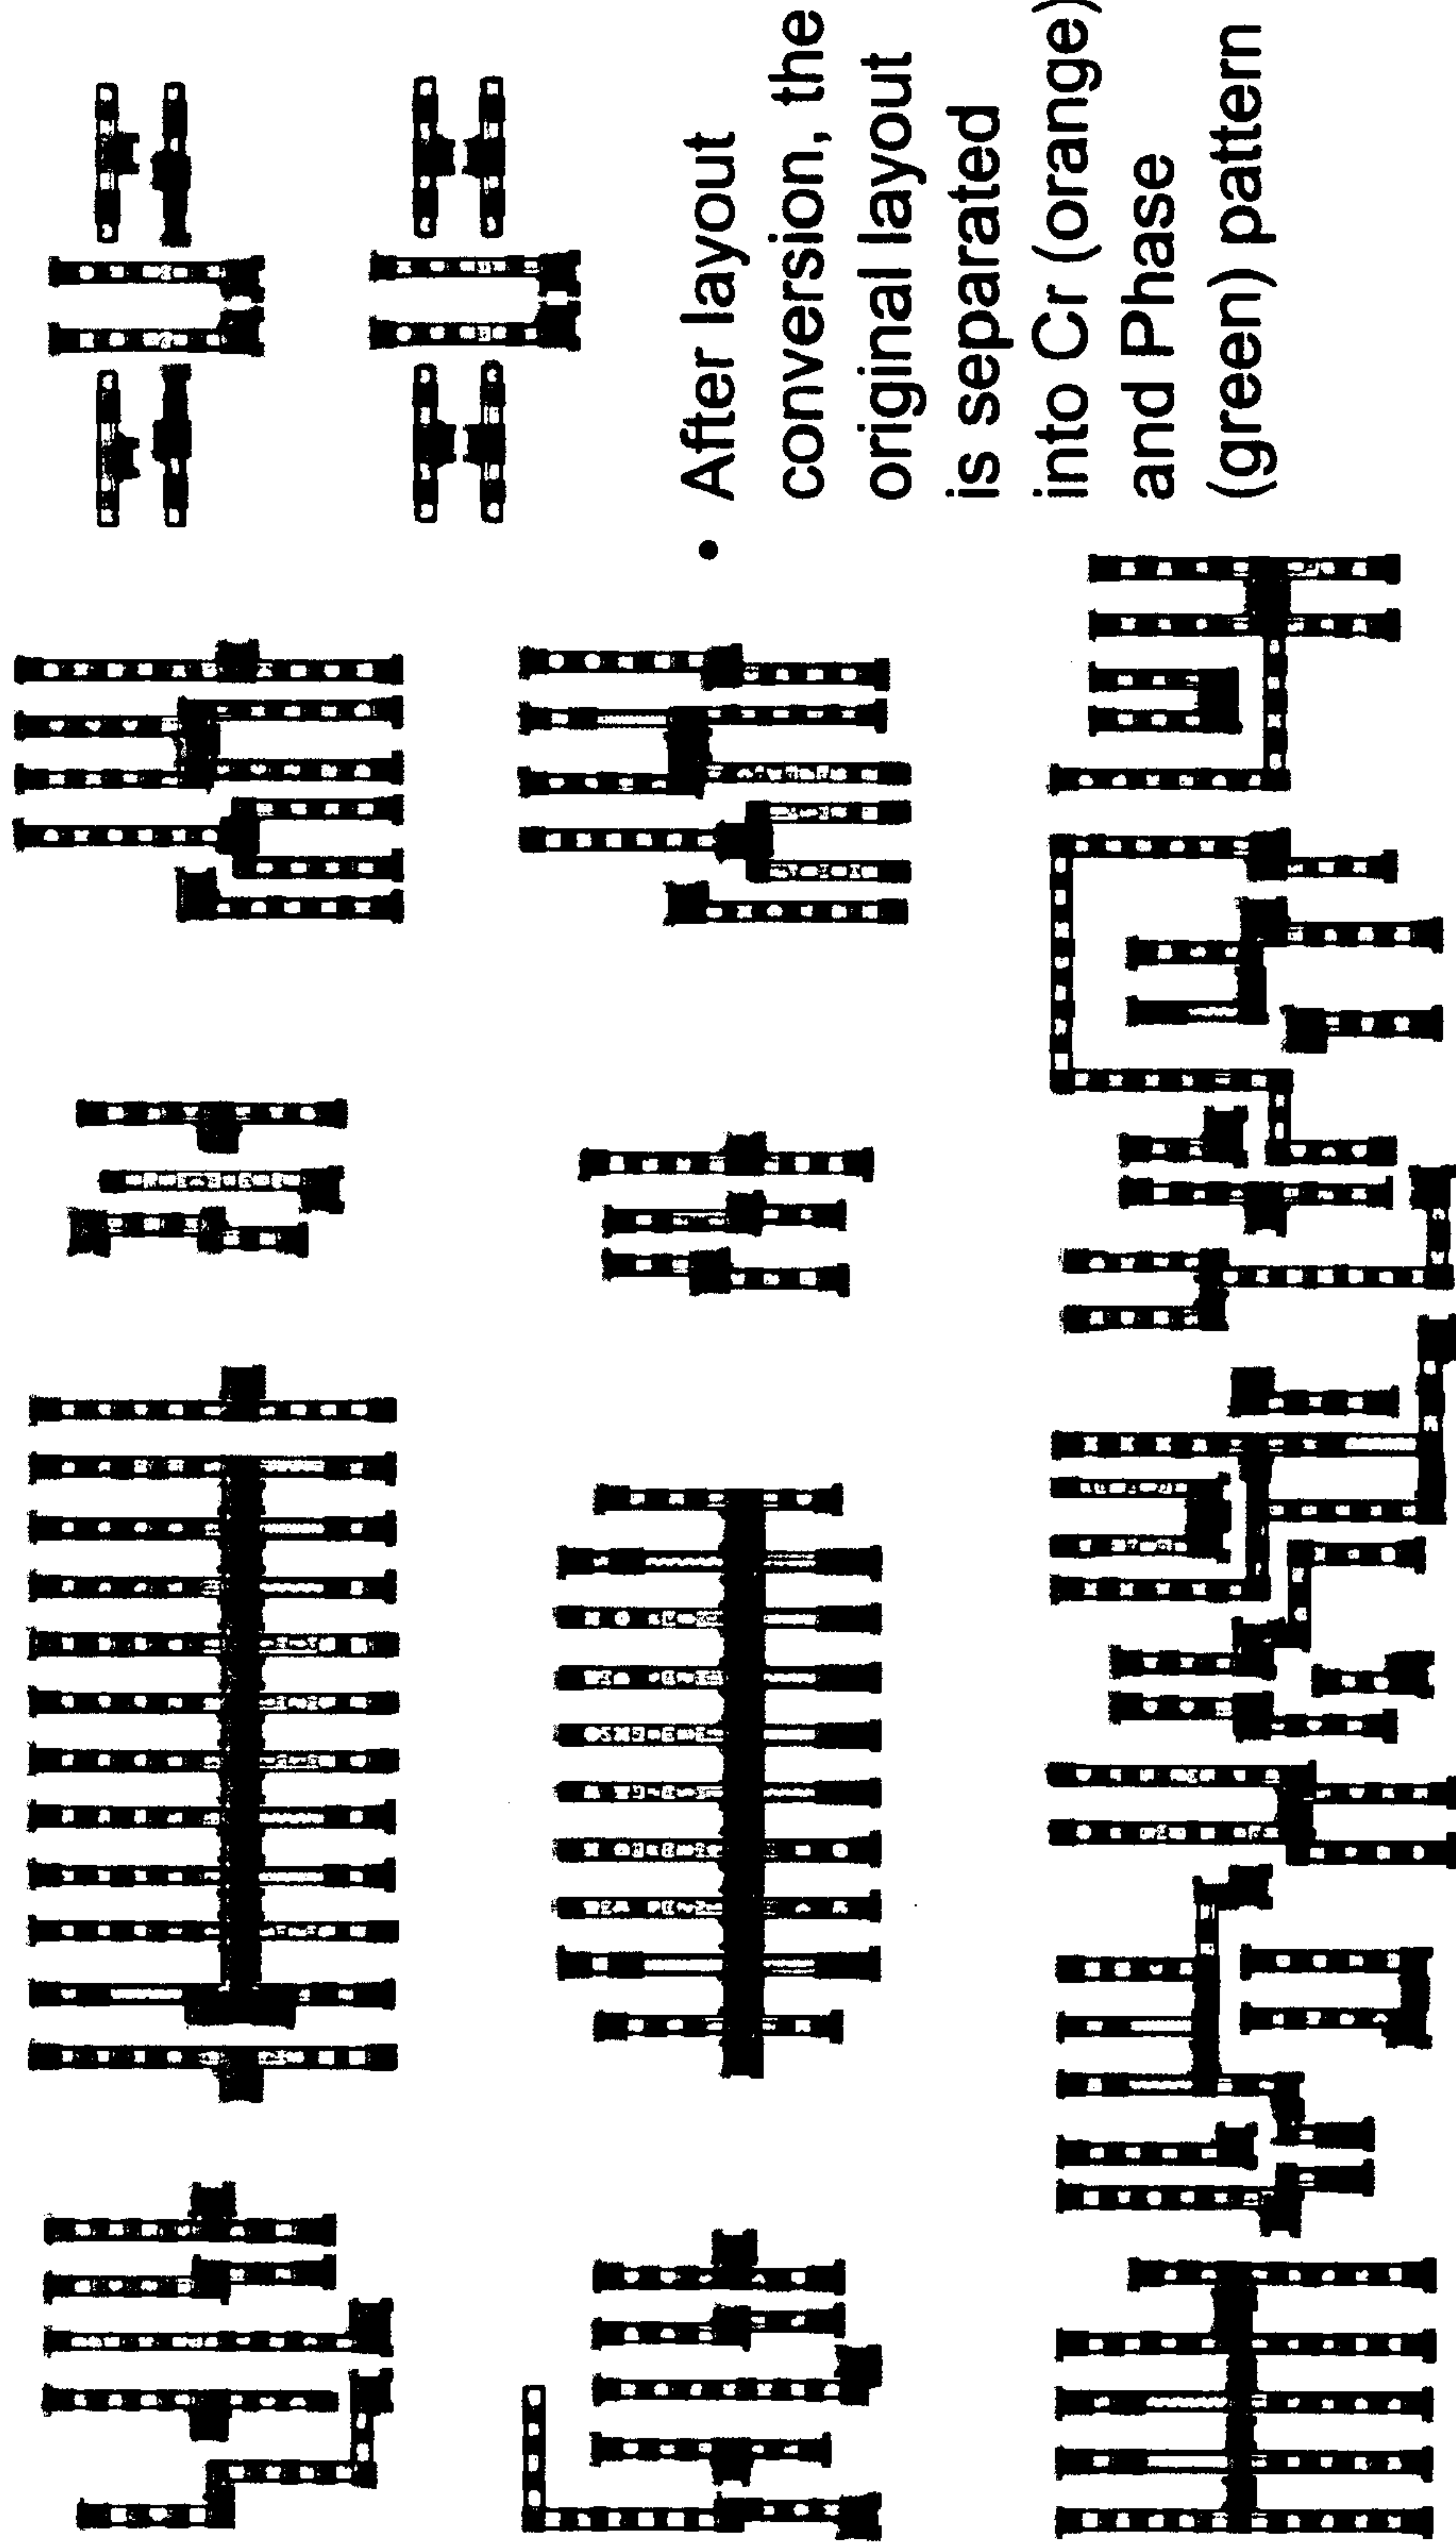 • After layout
conversion, the
original layout
is separated
into Cr (orange)
and Phase
(green) pattern